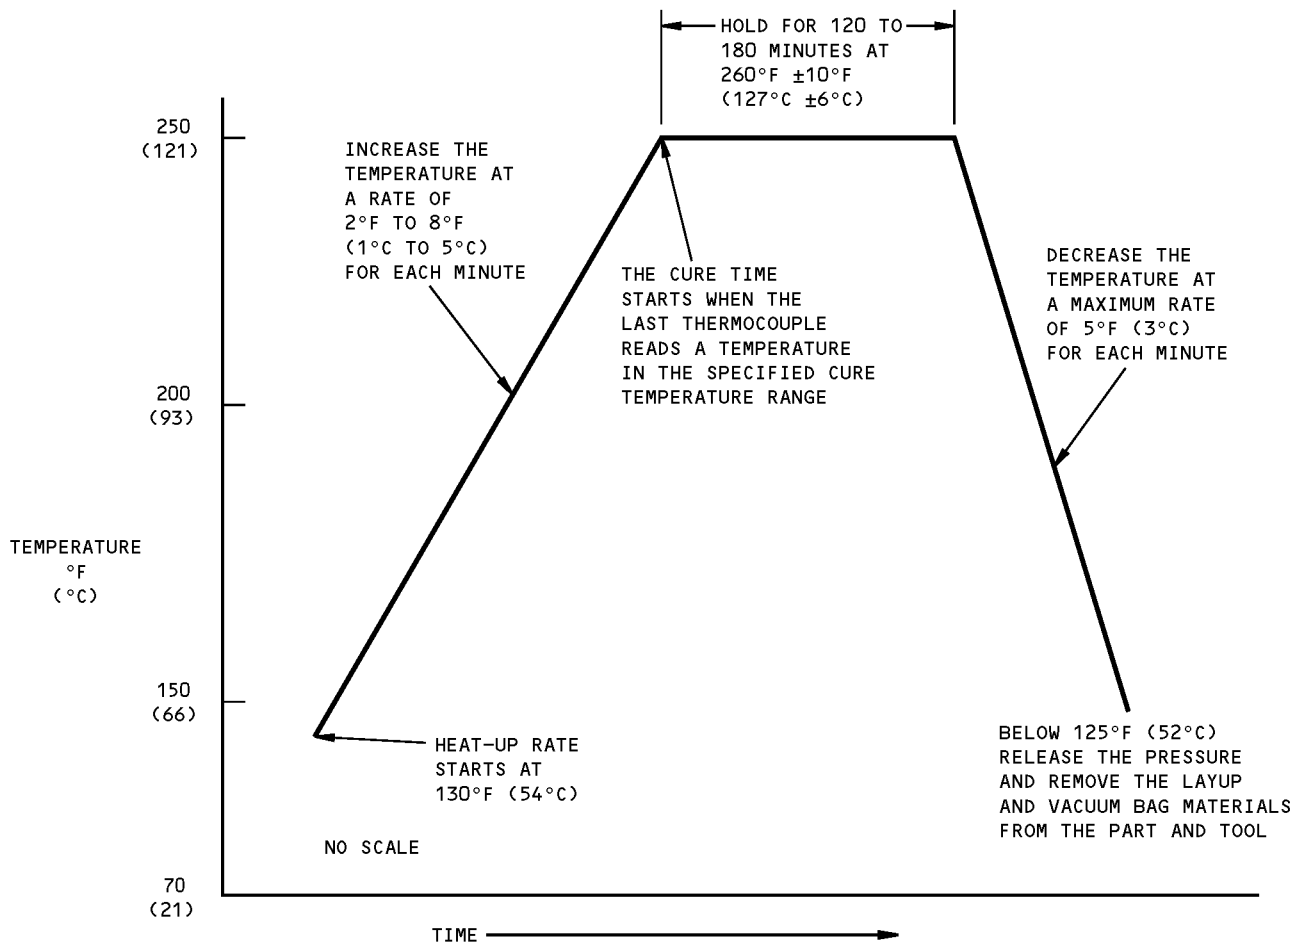 HOLD FOR 120 TO
180 MINUTES AT
260°F ±10°F
(127°C ±6°C)
250
(121)
INCREASE THE
TEMPERATURE AT
A RATE OF
2°F TO 8°F
(1°C TO 5°C)
FOR EACH MINUTE
THE CURE TIME
STARTS WHEN THE
LAST THERMOCOUPLE
READS A TEMPERATURE
IN THE SPECIFIED CURE
TEMPERATURE RANGE
DECREASE THE
TEMPERATURE AT
A MAXIMUM RATE
OF 5°F (3°C)
FOR EACH MINUTE
200
(93)
TEMPERATURE
°F
(°C)
150
(66)
HEAT-UP RATE
STARTS AT
130°F (54°C)
BELOW 125°F (52°C)
RELEASE THE PRESSURE
AND REMOVE THE LAYUP
AND VACUUM BAG MATERIALS
FROM THE PART AND TOOL
NO SCALE
70
(21)
TIME